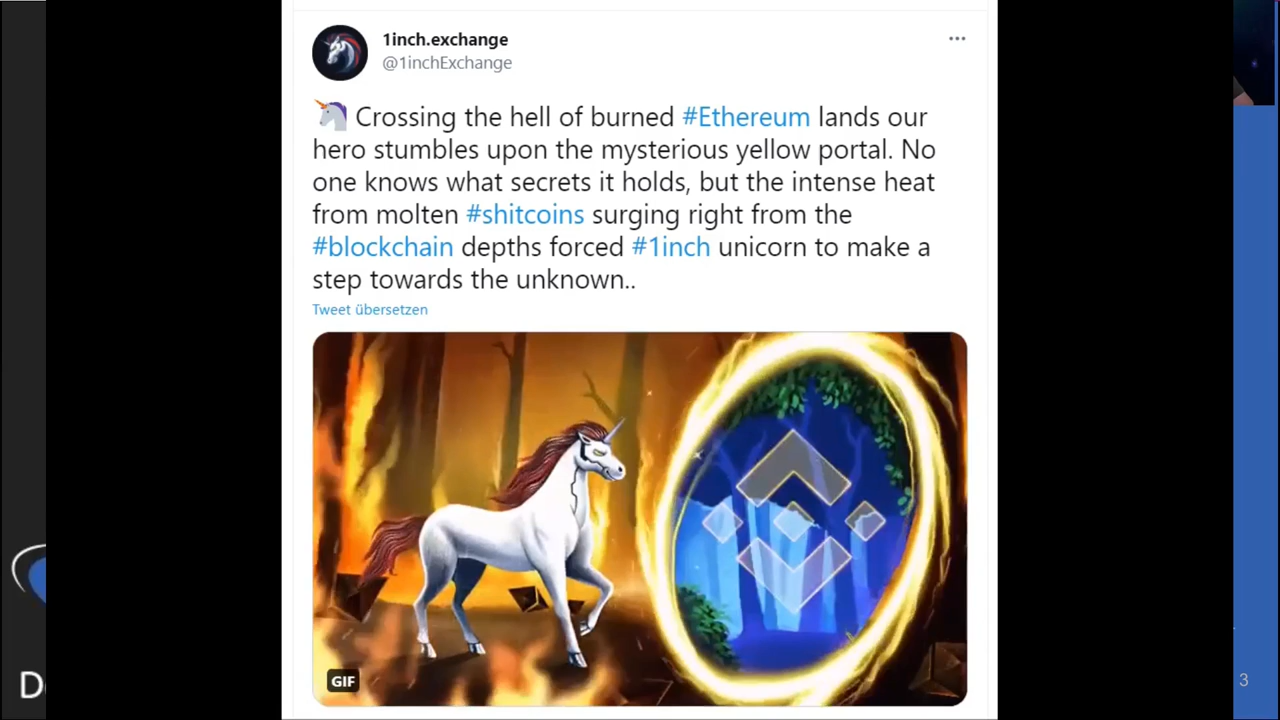 1inch.exchange
@1inchExchange
🦄 Crossing the hell of burned #Ethereum lands our
hero stumbles upon the mysterious yellow portal. No
one knows what secrets it holds, but the intense heat
from molten #shitcoins surging right from the
#blockchain depths forced #1inch unicorn to make a
step towards the unknown..
Tweet übersetzen
GIF
D
3